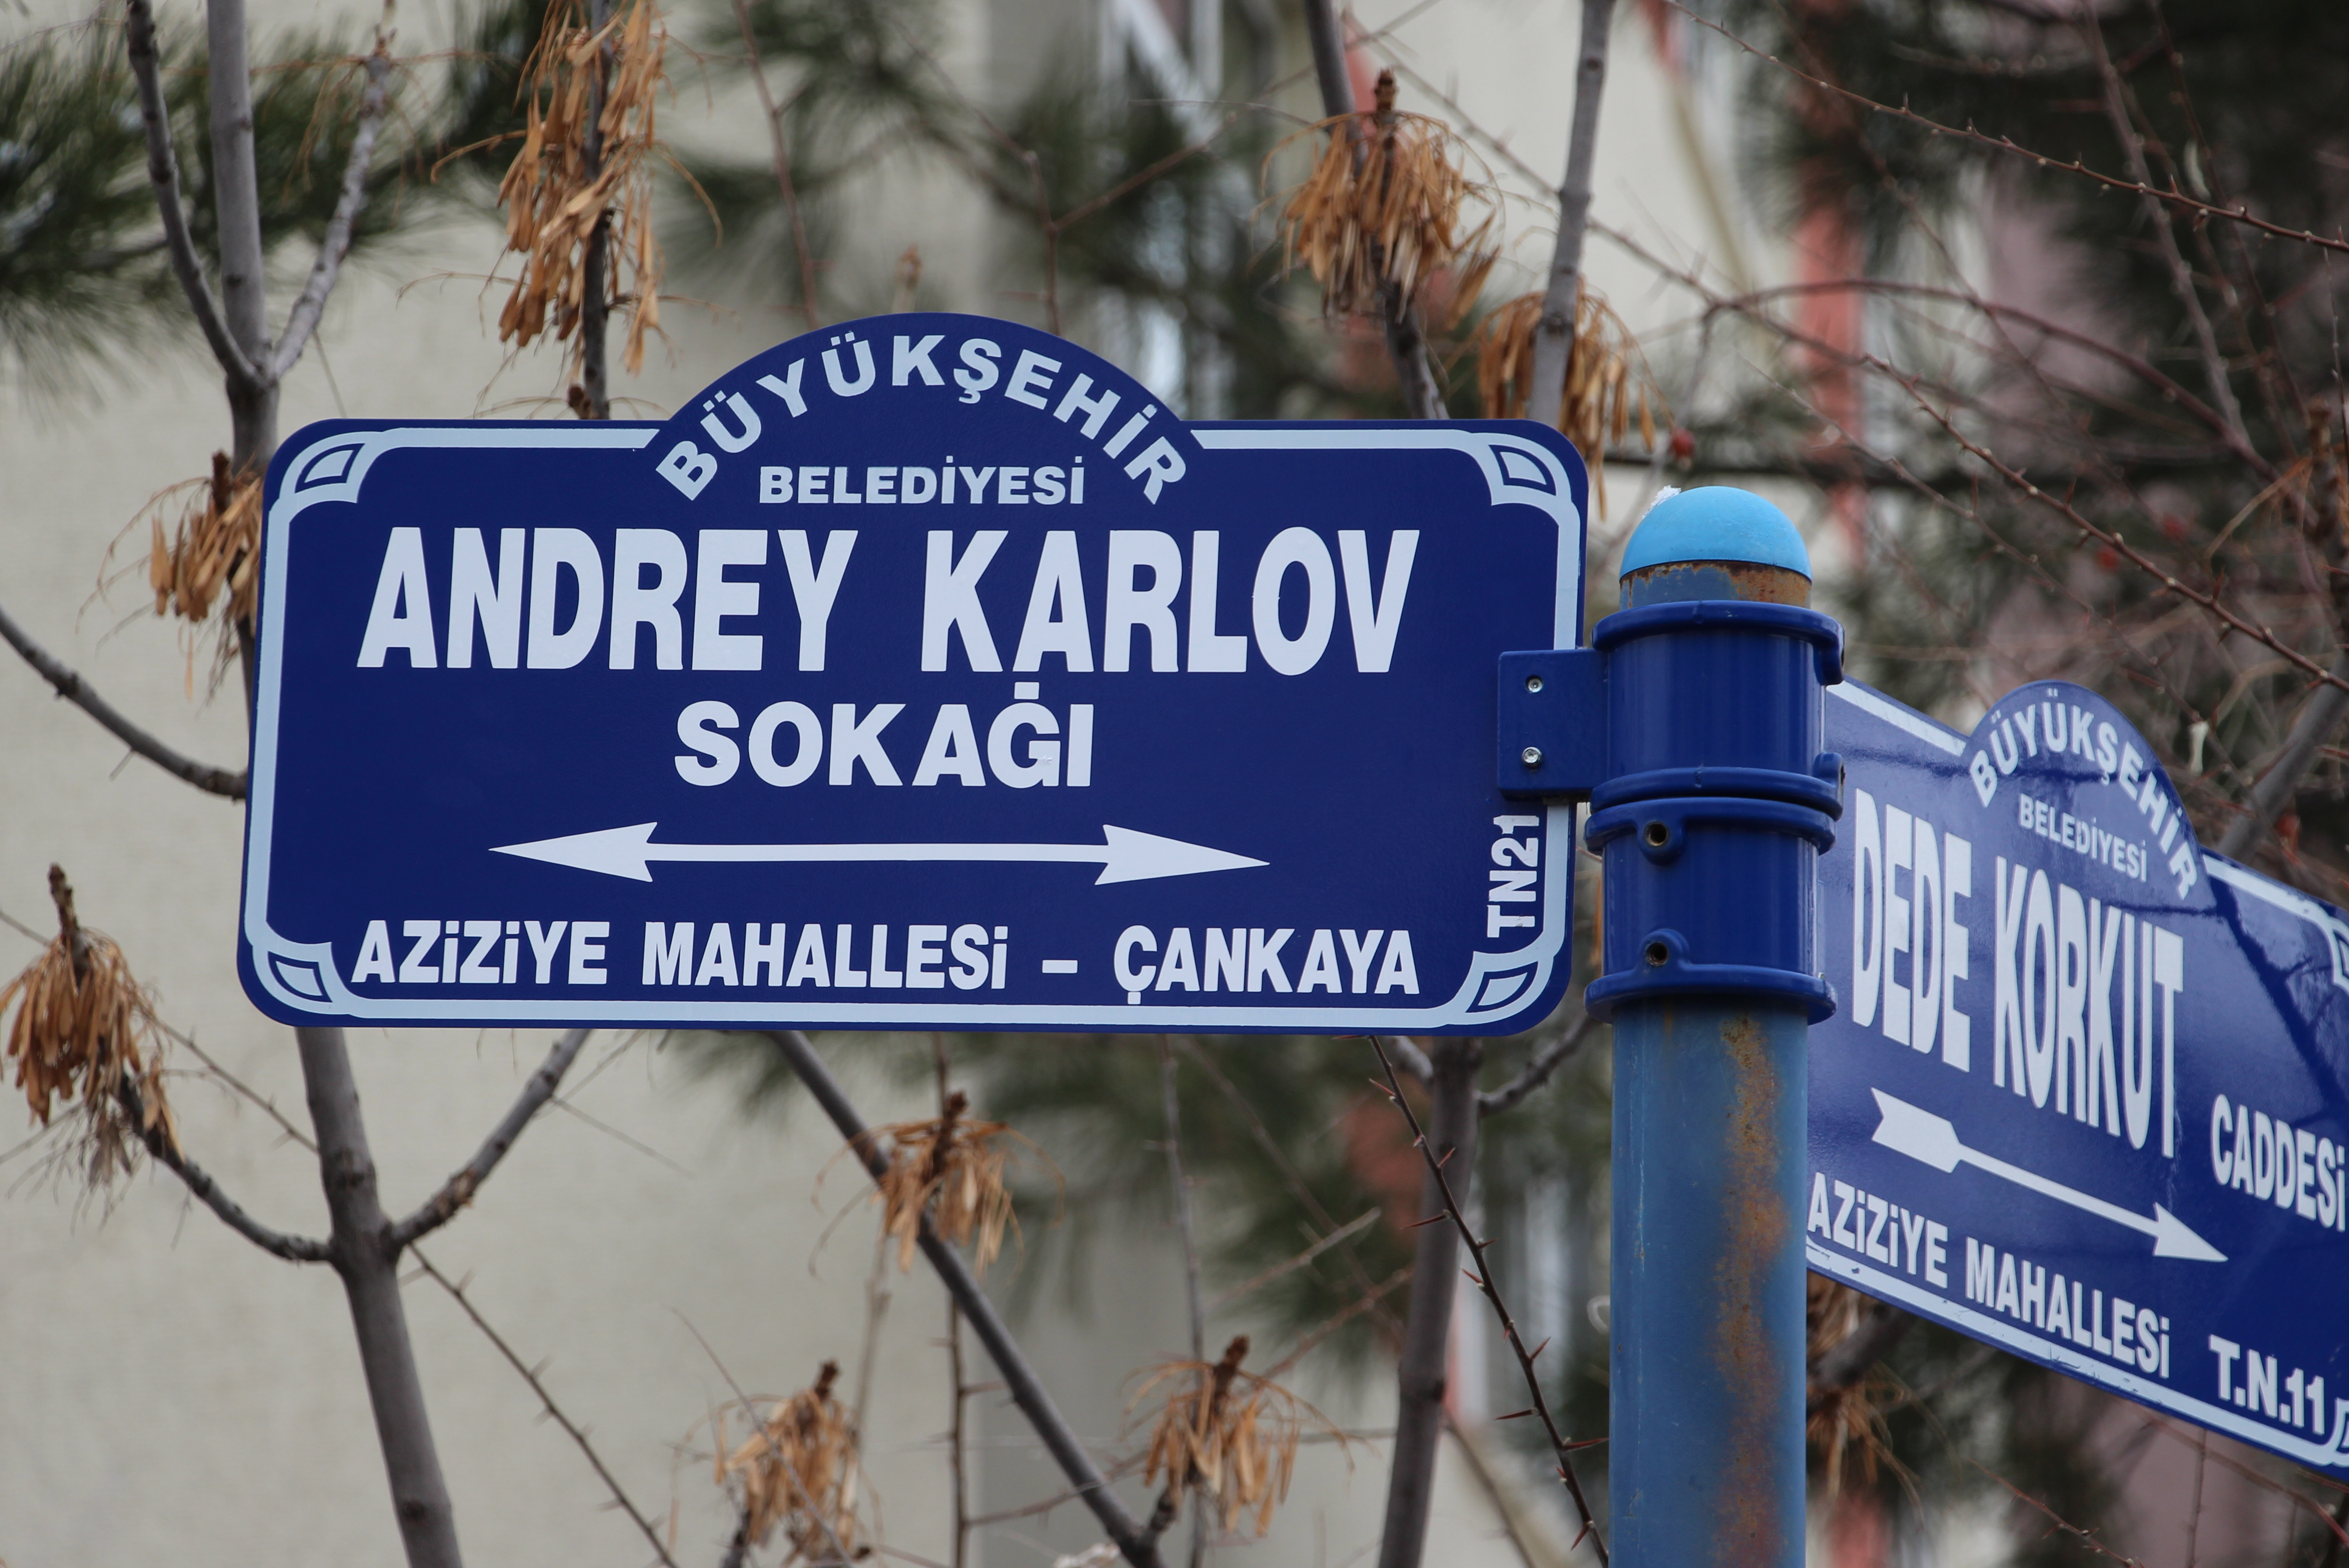 BÜYÜKŞEHİR
BELEDİYESİ
ANDREY KARLOV
SOKAĞI
AZİZİYE MAHALLESİ - ÇANKAYA
TN21
BÜYÜKŞEHİR
BELEDİYESİ
DEDE KORKUT
CADDESİ
AZİZİYE MAHALLESİ T.N.11